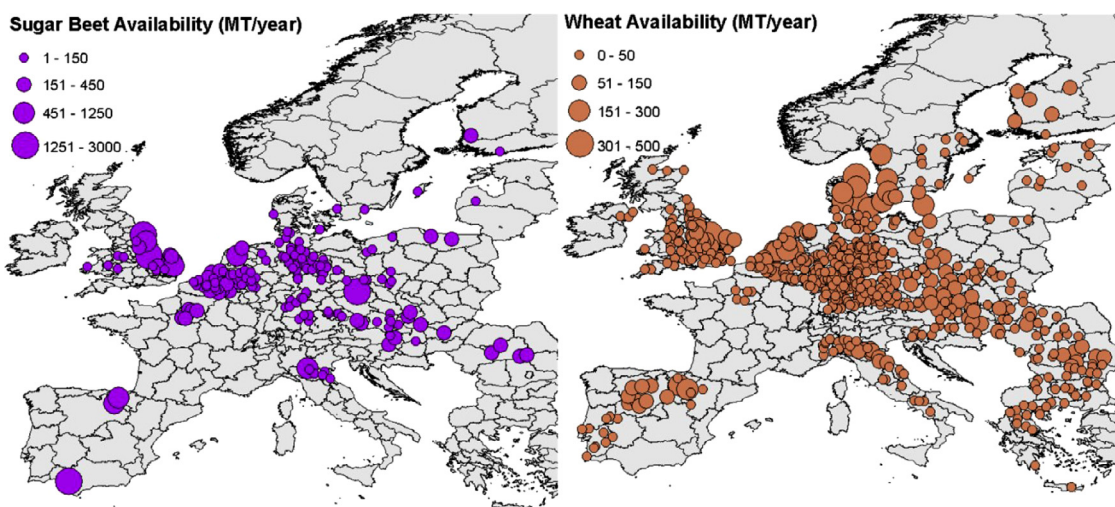 Sugar Beet Availability (MT/year)
1 - 150
151 - 450
451 - 1250
1251 - 3000
Wheat Availability (MT/year)
0 - 50
51 - 150
151 - 300
301 - 500